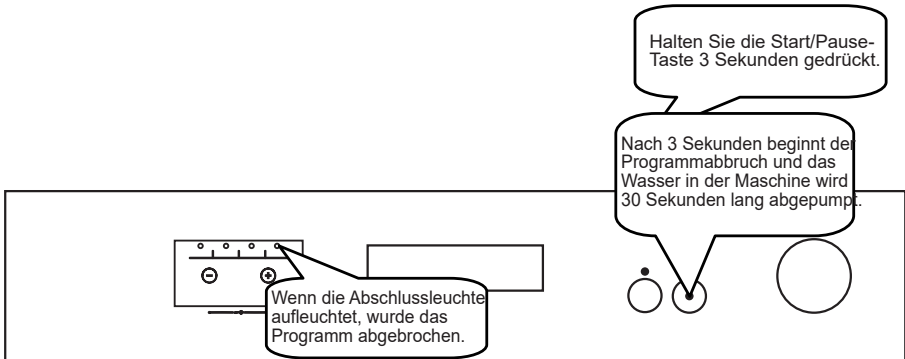 Halten Sie die Start/Pause-
Taste 3 Sekunden gedrückt.
Nach 3 Sekunden beginnt der
Programmabbruch und das
Wasser in der Maschine wird
30 Sekunden lang abgepumpt.
Wenn die Abschlussleuchte
aufleuchtet, wurde das
Programm abgebrochen.